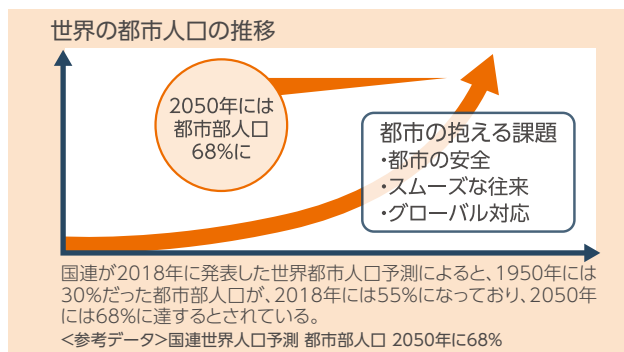 世界の都市人口の推移
2050年には
都市部人口
68%に
都市の抱える課題
・都市の安全
・スムーズな往来
・グローバル対応
国連が2018年に発表した世界都市人口予測によると、1950年には
30%だった都市部人口が、2018年には55%になっており、2050年
には68%に達するとされている。
<参考データ>国連世界人口予測 都市部人口 2050年に68%